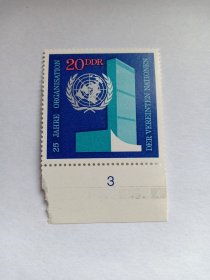 20 DDR
25 JAHRE ORGANISATION
DER VEREINTEN NATIONEN
3